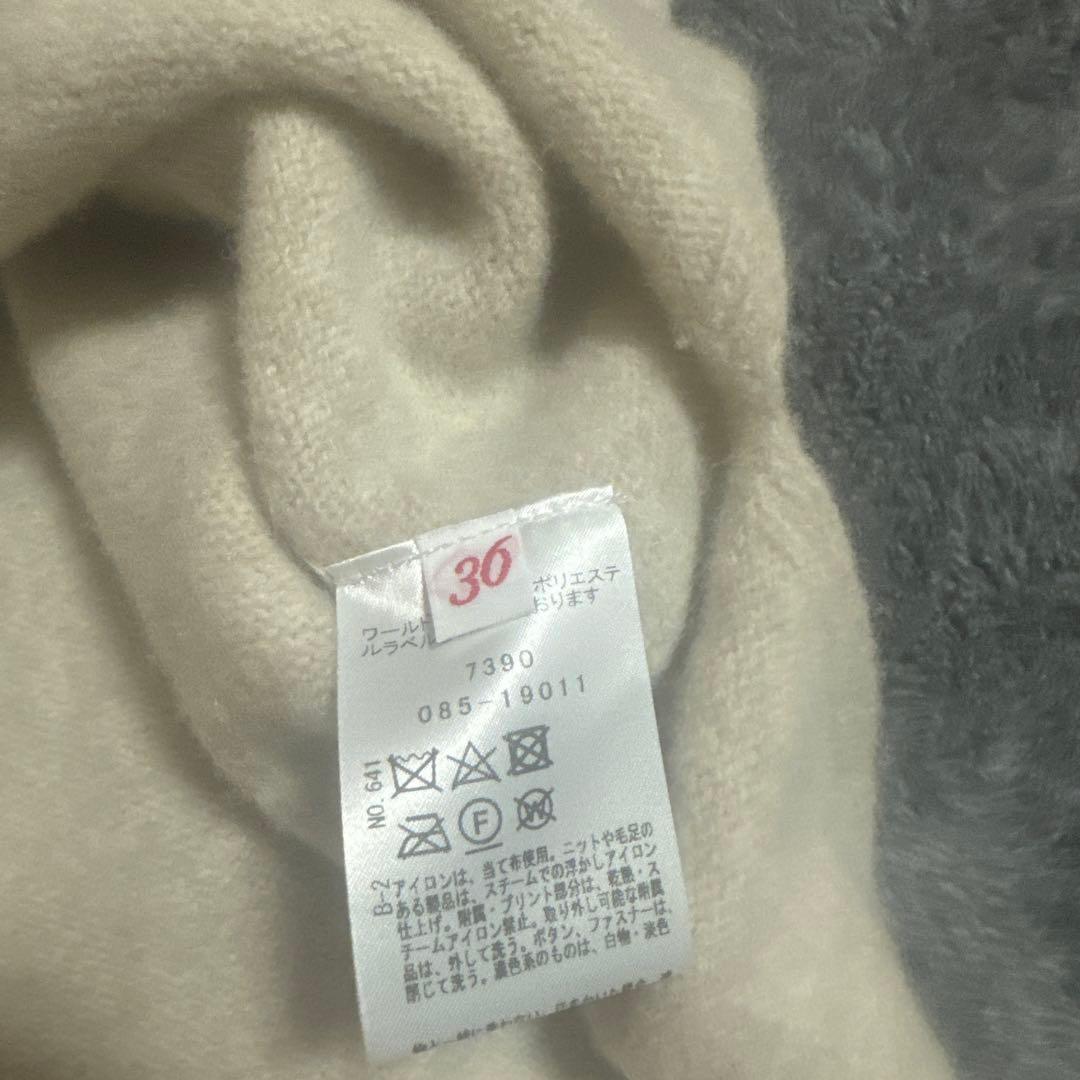 36
ワールド
ルラベル
ポリエステ
おります
7390
085-19011
NO. 641
F
W
B-2
アイロンは、当て布使用。ニットや毛足の
ある製品は、スチームでの浮かしアイロン
仕上げ。附属・プリント部分は、乾熱・ス
チームアイロン禁止。取り外し可能な附属
品は、外して洗う。ボタン、ファスナーは、
閉じて洗う。濃色系のものは、白物・淡色